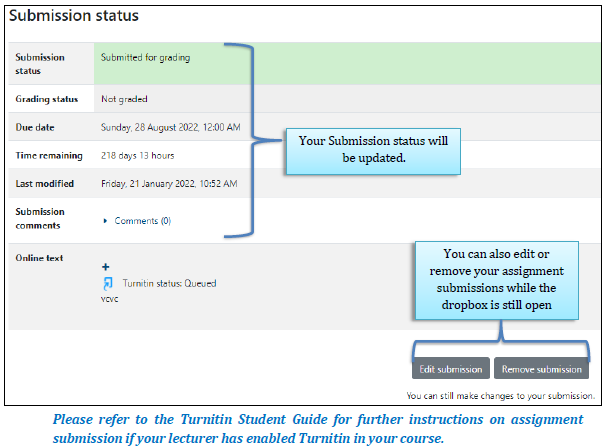 Submission status
Submission status
Submitted for grading
Grading status
Not graded
Due date
Sunday, 28 August 2022, 12:00 AM
Time remaining
218 days 13 hours
Last modified
Friday, 21 January 2022, 10:52 AM
Submission comments
Comments (0)
Your Submission status will
be updated.
Online text
Turnitin status: Queued
vcvc
You can also edit or
remove your assignment
submissions while the
dropbox is still open
Edit submission
Remove submission
You can still make changes to your submission.
Please refer to the Turnitin Student Guide for further instructions on assignment
submission if your lecturer has enabled Turnitin in your course.